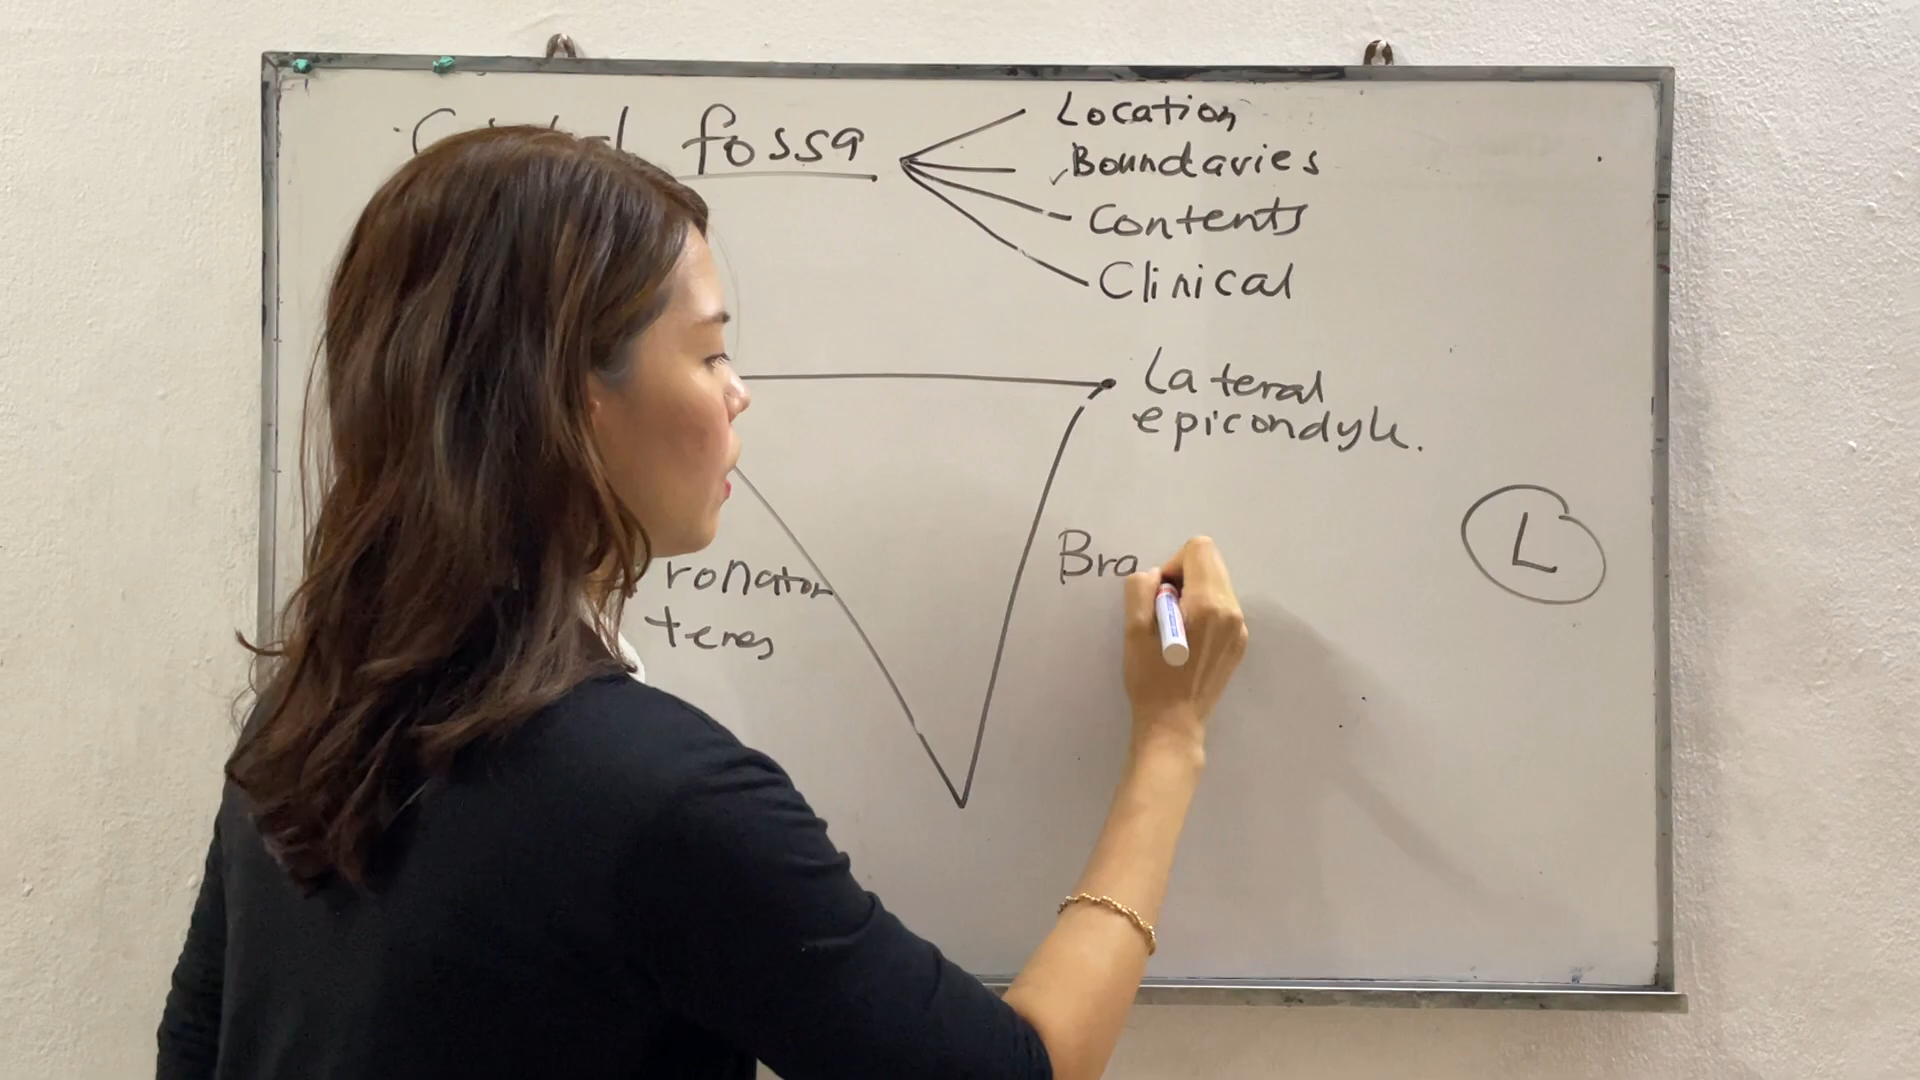 fossa
Location
Boundaries
Contents
Clinical
Lateral
epicondyle.
L
ronator
teres
Bra